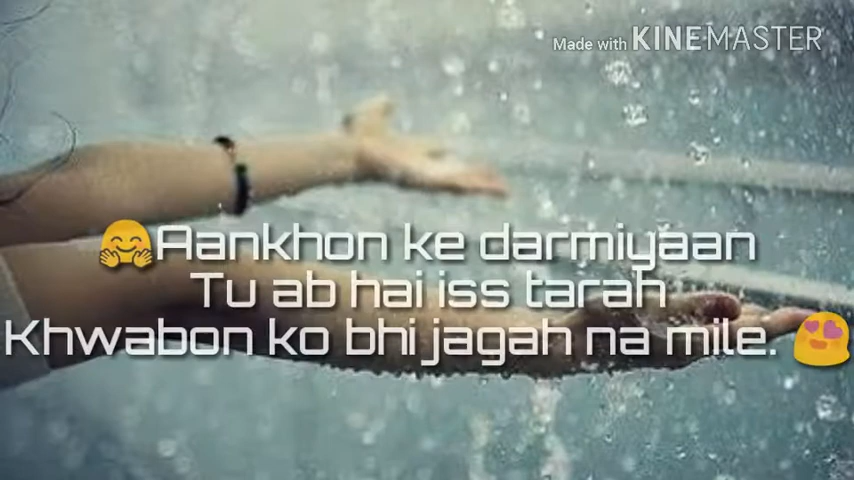 Made with KINEMASTER
🤗Aankhon ke darmiyaan
Tu ab hai iss tarah
Khwabon ko bhi jagah na mile. 😍